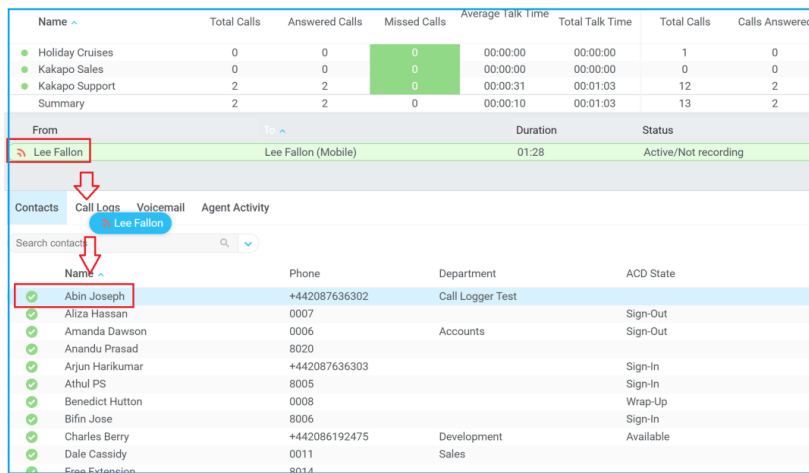 Name Total Calls Answered Calls Missed Calls Average Talk Time Total Talk Time Total Calls Calls Answered
Holiday Cruises 0 0 0 00:00:00 00:00:00 1 0
Kakapo Sales 0 0 0 00:00:00 00:00:00 0 0
Kakapo Support 2 2 0 00:00:31 00:01:03 12 2
Summary 2 2 0 00:00:10 00:01:03 13 2
From To Duration Status
Lee Fallon Lee Fallon (Mobile) 01:28 Active/Not recording
Contacts Call Logs Voicemail Agent Activity
Lee Fallon
Search contacts
Name Phone Department ACD State
Abin Joseph +442087636302 Call Logger Test
Aliza Hassan 0007 Sign-Out
Amanda Dawson 0006 Accounts Sign-Out
Anandu Prasad 8020
Arjun Harikumar +442087636303 Sign-In
Athul PS 8005 Sign-In
Benedict Hutton 0008 Wrap-Up
Bifin Jose 8006 Sign-In
Charles Berry +442086192475 Development Available
Dale Cassidy 0011 Sales
Free Extension 8014